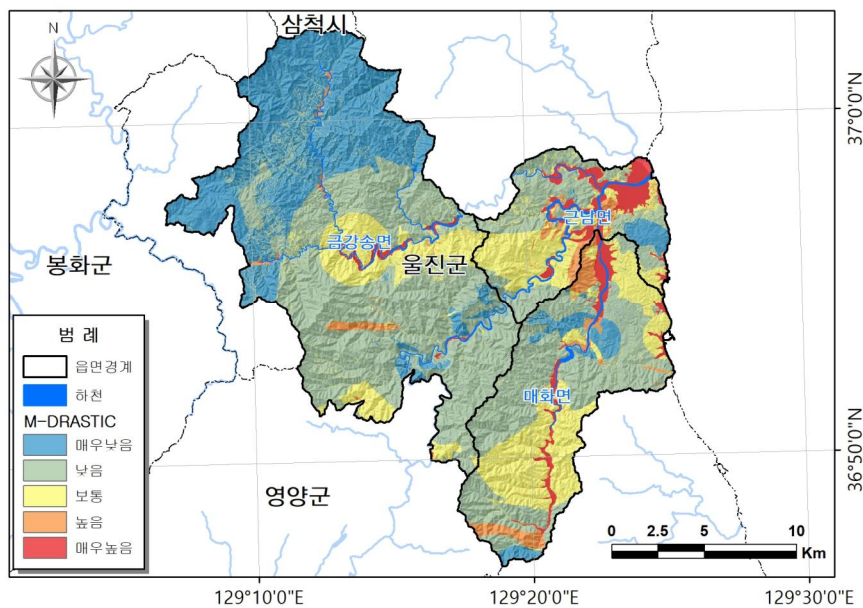 삼척시
N
37°0'0"N
근남면
금강송면
울진군
봉화군
범 례
읍면경계
하천
M-DRASTIC
매우낮음
낮음
보통
높음
매우높음
매화면
36°50'0"N
영양군
0 2.5 5 10
Km
129°10'0"E 129°20'0"E 129°30'0"E